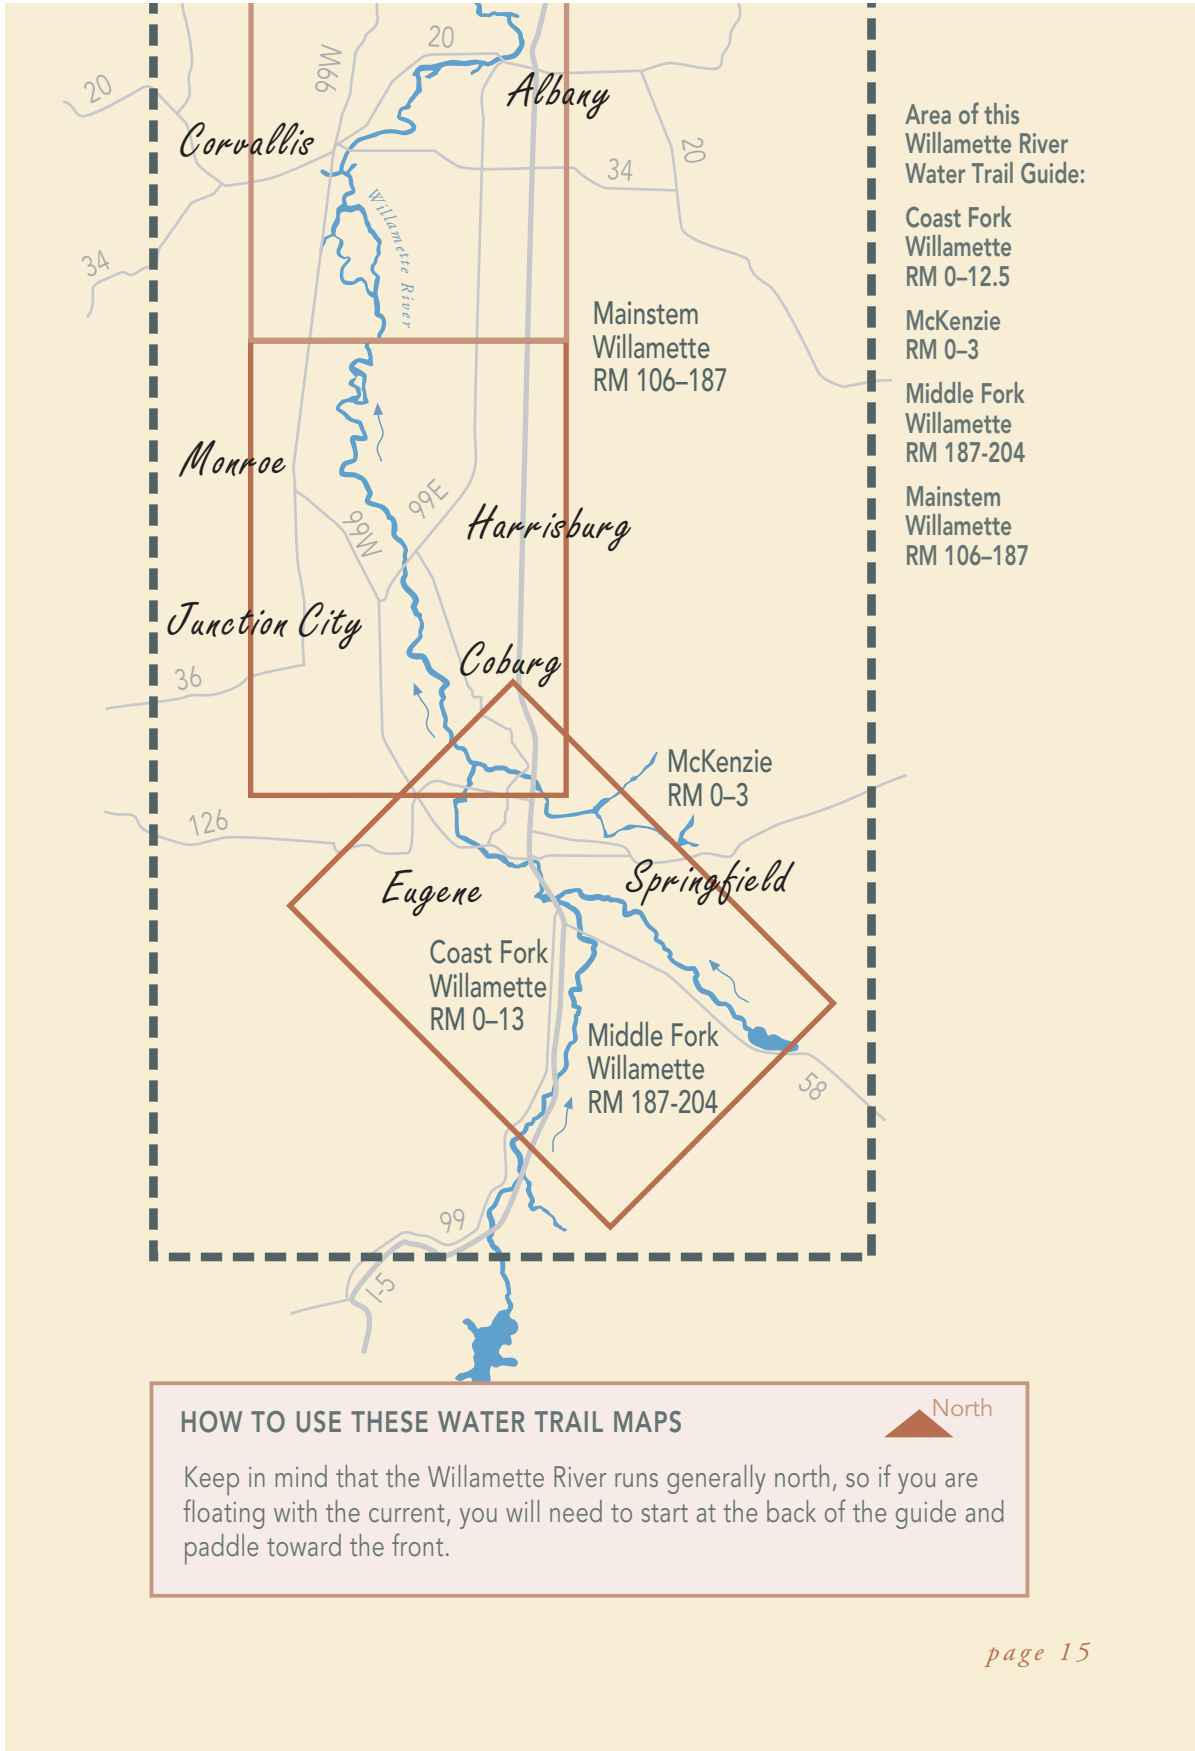 20
99W
20
Albany
Corvallis
20
34
Willamette River
34
Mainstem
Willamette
RM 106–187
Monroe
99E
99W
Harrisburg
Junction City
Coburg
36
McKenzie
RM 0–3
126
Eugene
Springfield
Coast Fork
Willamette
RM 0–13
Middle Fork
Willamette
RM 187-204
58
99
I-5
Area of this
Willamette River
Water Trail Guide:
Coast Fork
Willamette
RM 0–12.5
McKenzie
RM 0–3
Middle Fork
Willamette
RM 187-204
Mainstem
Willamette
RM 106–187
HOW TO USE THESE WATER TRAIL MAPS
North
Keep in mind that the Willamette River runs generally north, so if you are
floating with the current, you will need to start at the back of the guide and
paddle toward the front.
page 15